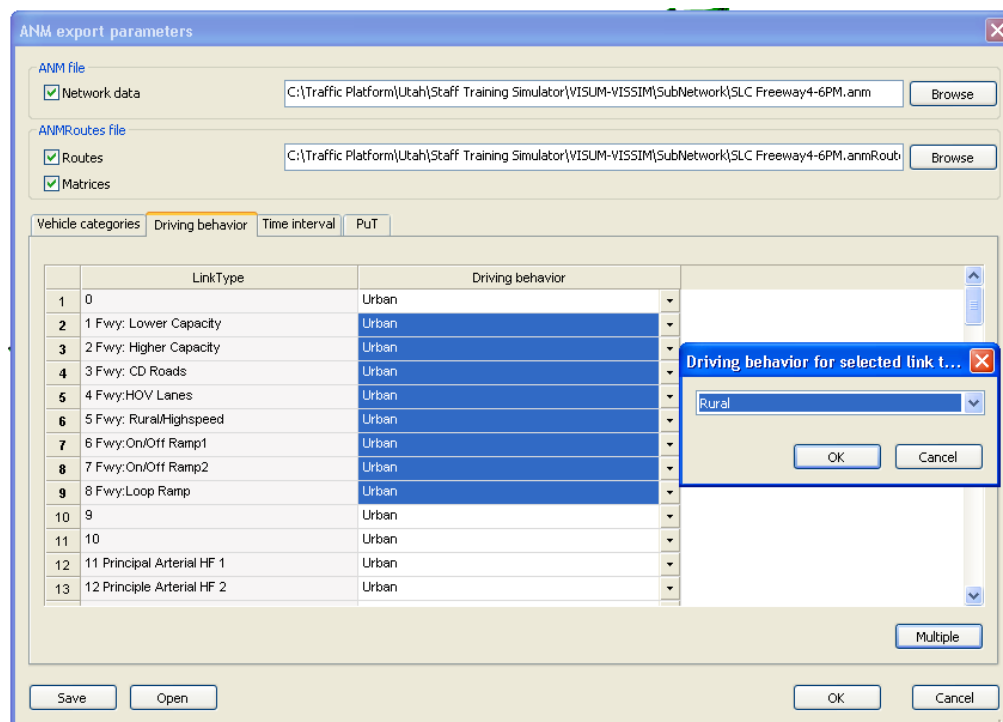 ANM export parameters
ANM file
Network data
C:\Traffic Platform\Utah\Staff Training Simulator\VISUM-VISSIM\SubNetwork\SLC Freeway4-6PM.anm
Browse
ANMRoutes file
Routes
C:\Traffic Platform\Utah\Staff Training Simulator\VISUM-VISSIM\SubNetwork\SLC Freeway4-6PM.anmRout
Browse
Matrices
Vehicle categories Driving behavior Time interval PuT
LinkType Driving behavior
1 0 Urban
2 1 Fwy: Lower Capacity Urban
3 2 Fwy: Higher Capacity Urban
4 3 Fwy: CD Roads Urban
5 4 Fwy:HOV Lanes Urban
6 5 Fwy: Rural/Highspeed Urban
7 6 Fwy:On/Off Ramp1 Urban
8 7 Fwy:On/Off Ramp2 Urban
9 8 Fwy:Loop Ramp Urban
10 9 Urban
11 10 Urban
12 11 Principal Arterial HF 1 Urban
13 12 Principle Arterial HF 2 Urban
Driving behavior for selected link t...
Rural
OK Cancel
Multiple
Save Open OK Cancel